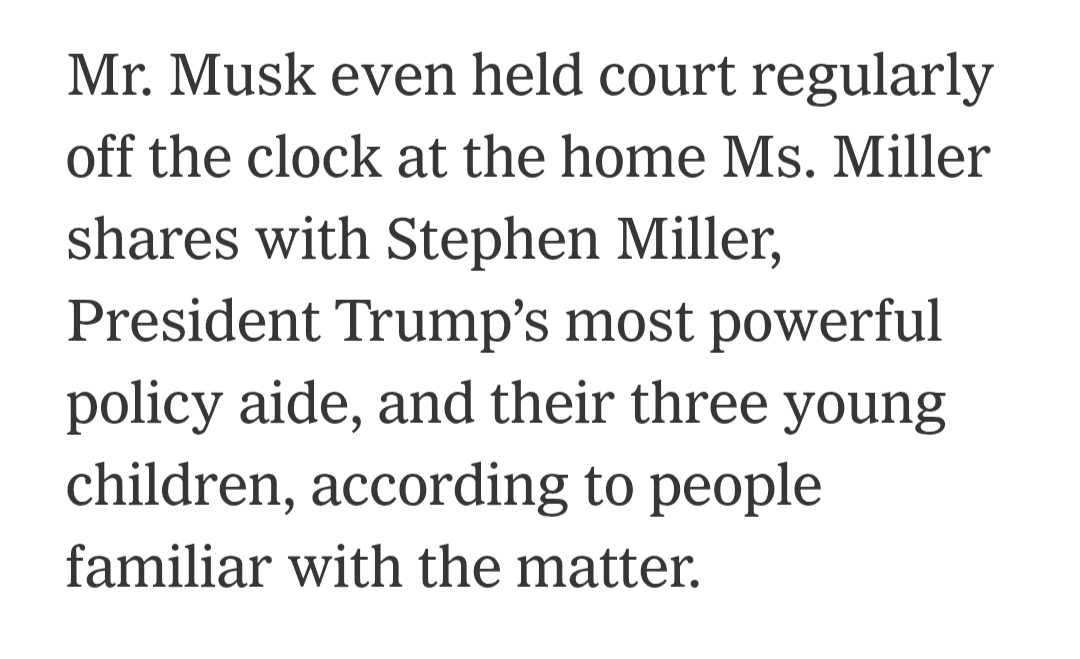 Mr. Musk even held court regularly
off the clock at the home Ms. Miller
shares with Stephen Miller,
President Trump’s most powerful
policy aide, and their three young
children, according to people
familiar with the matter.